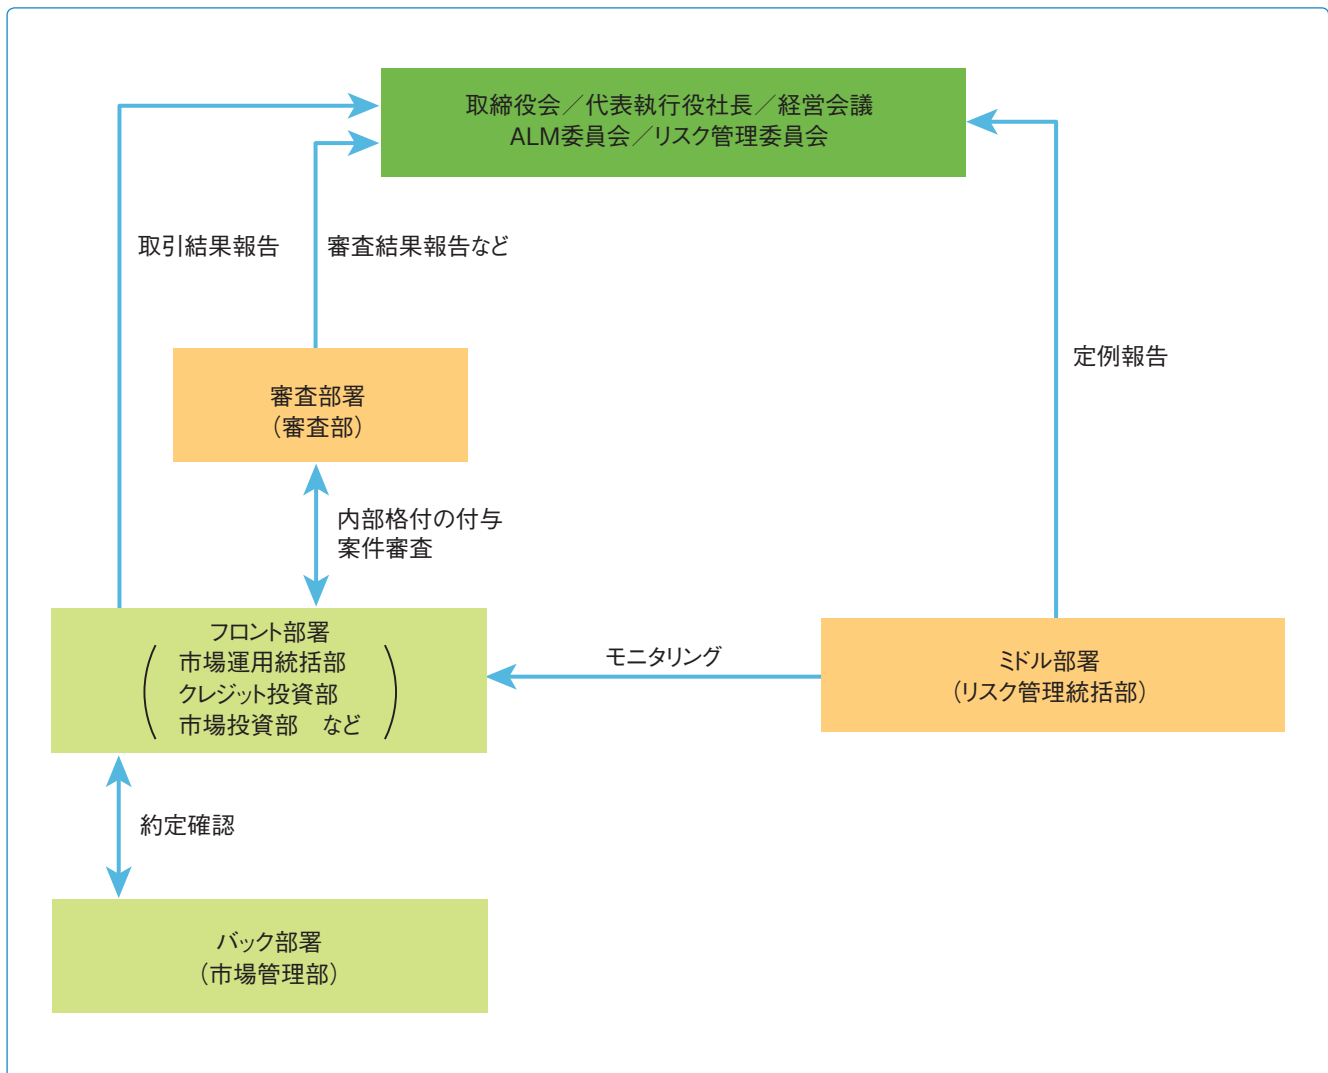 取締役会／代表執行役社長／経営会議
ALM委員会／リスク管理委員会
取引結果報告
審査結果報告など
定例報告
審査部署
（審査部）
内部格付の付与
案件審査
フロント部署
市場運用統括部
クレジット投資部
市場投資部　など
モニタリング
ミドル部署
（リスク管理統括部）
約定確認
バック部署
（市場管理部）